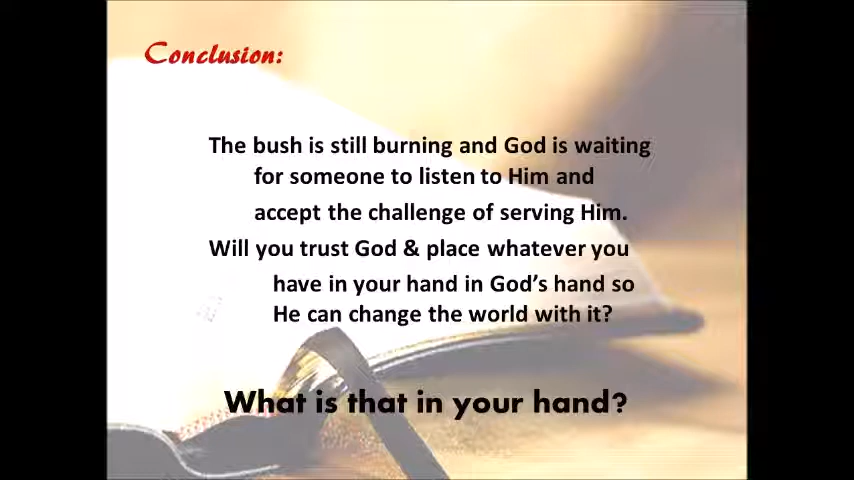 Conclusion:
The bush is still burning and God is waiting
for someone to listen to Him and
accept the challenge of serving Him.
Will you trust God & place whatever you
have in your hand in God's hand so
He can change the world with it?
What is that in your hand?